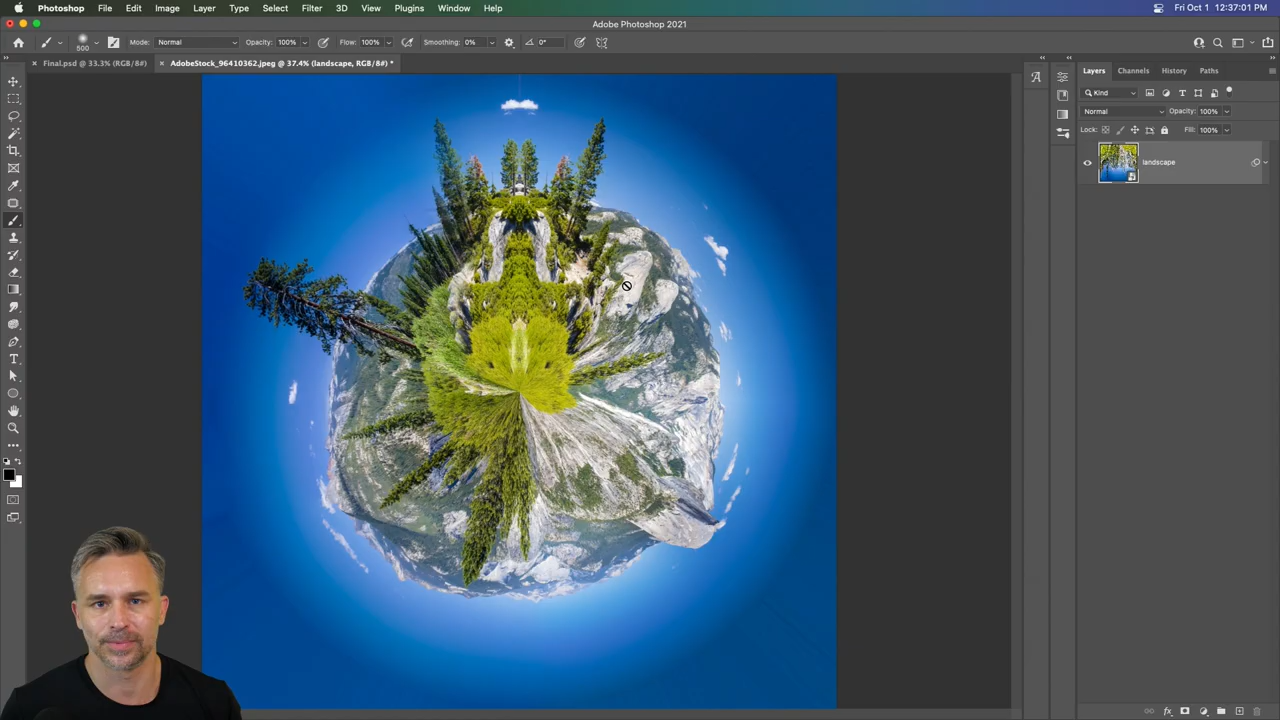 Photoshop File Edit Image Layer Type Select Filter 3D View Plugins Window Help Fri Oct 1 12:37:01 PM
Adobe Photoshop 2021
500 Mode: Normal Opacity: 100% Flow: 100% Smoothing: 0% 0°
Final.psd @ 33.3% (RGB/8#) AdobeStock_96410362.jpeg @ 37.4% (landscape, RGB/8#) *
Layers Channels History Paths
Kind
Normal Opacity: 100%
Lock: Fill: 100%
landscape